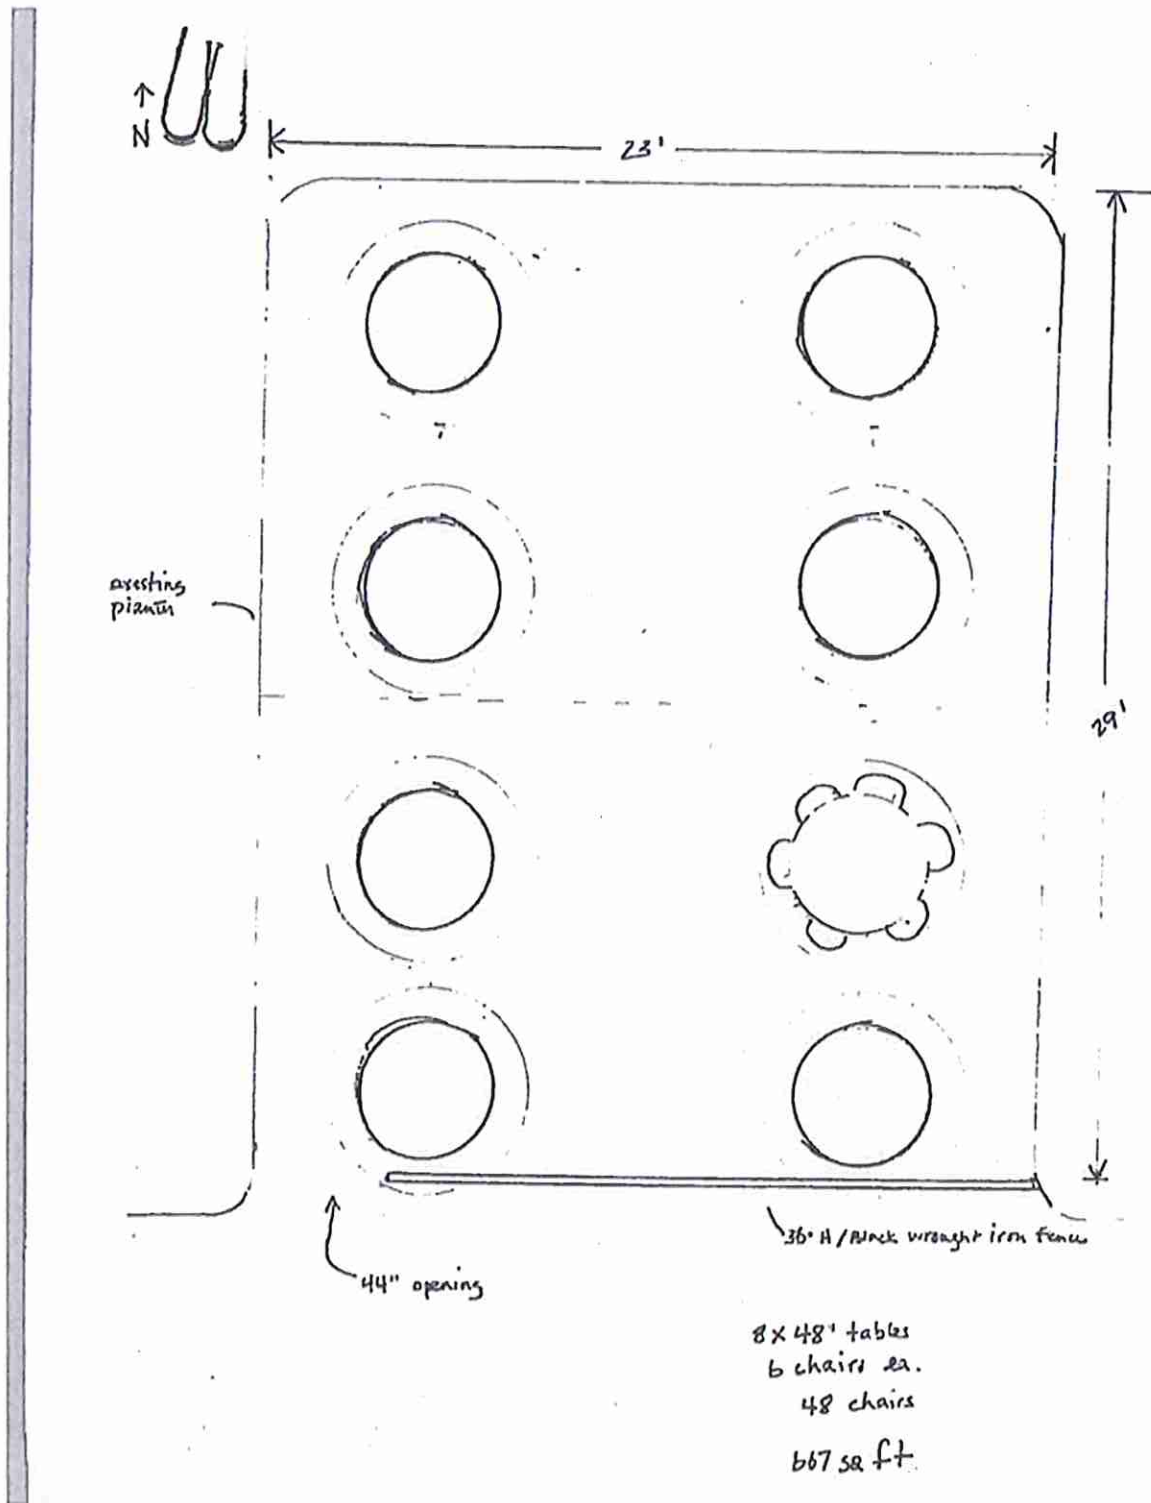 N
23'
existing
planter
29'
36" H / Black wrought iron fence
44" opening
8 x 48" tables
6 chairs ea.
48 chairs
667 sq ft.